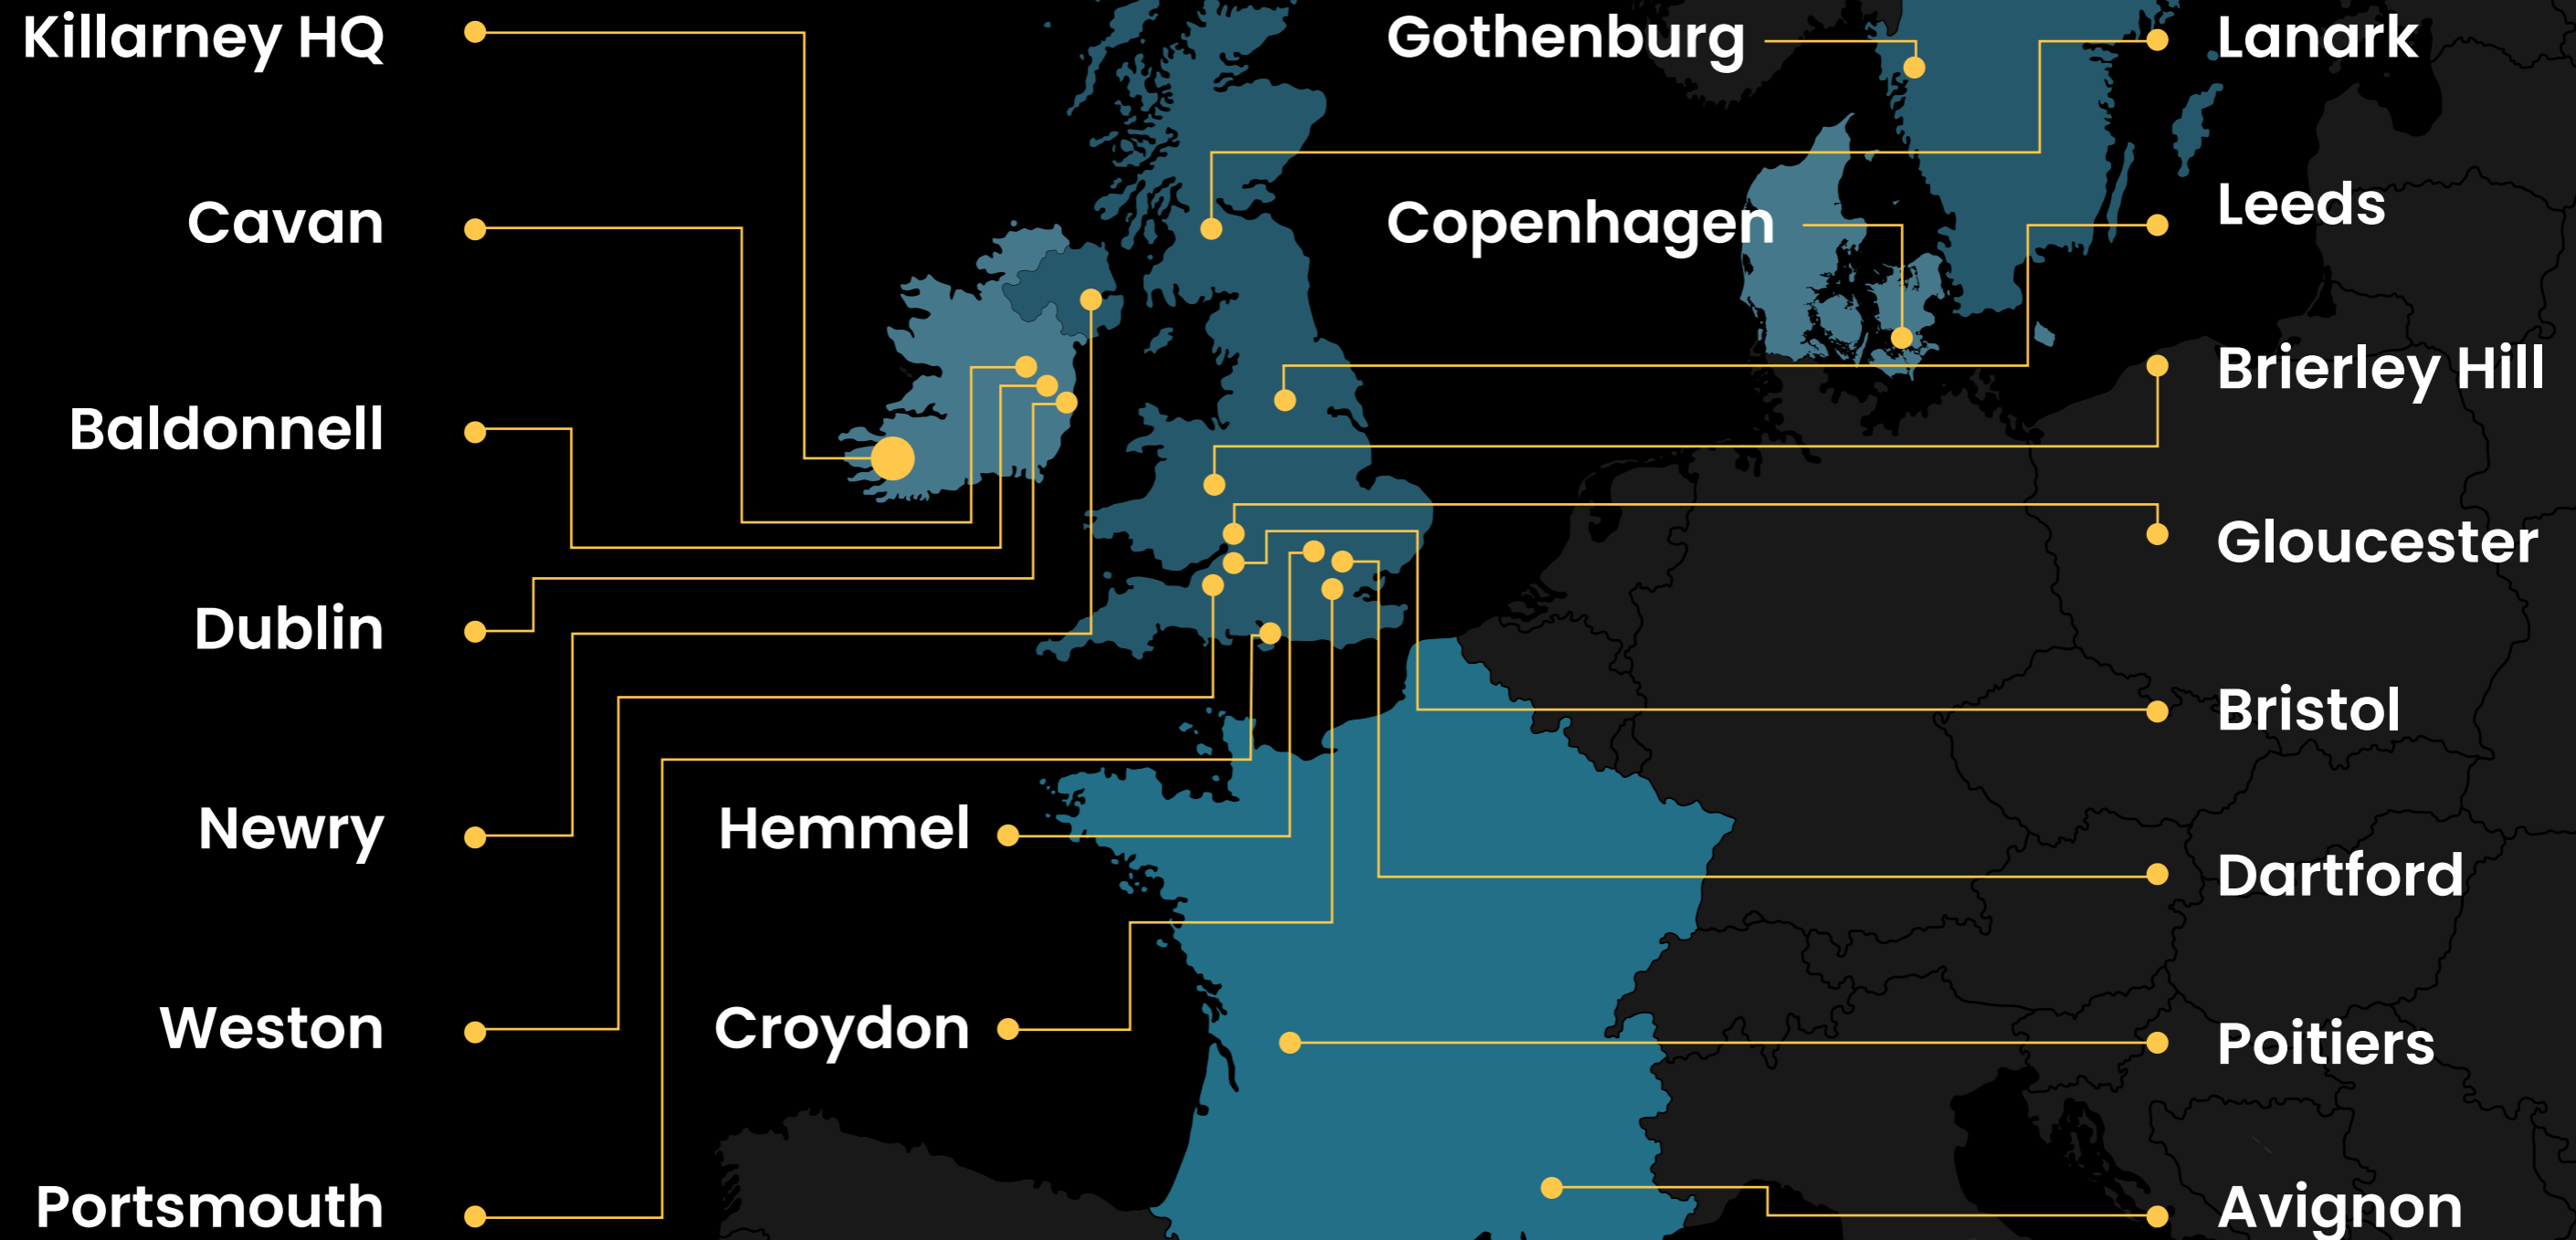 Killarney HQ
Cavan
Baldonnell
Dublin
Newry
Weston
Portsmouth
Hemmel
Croydon
Gothenburg
Copenhagen
Lanark
Leeds
Brierley Hill
Gloucester
Bristol
Dartford
Poitiers
Avignon